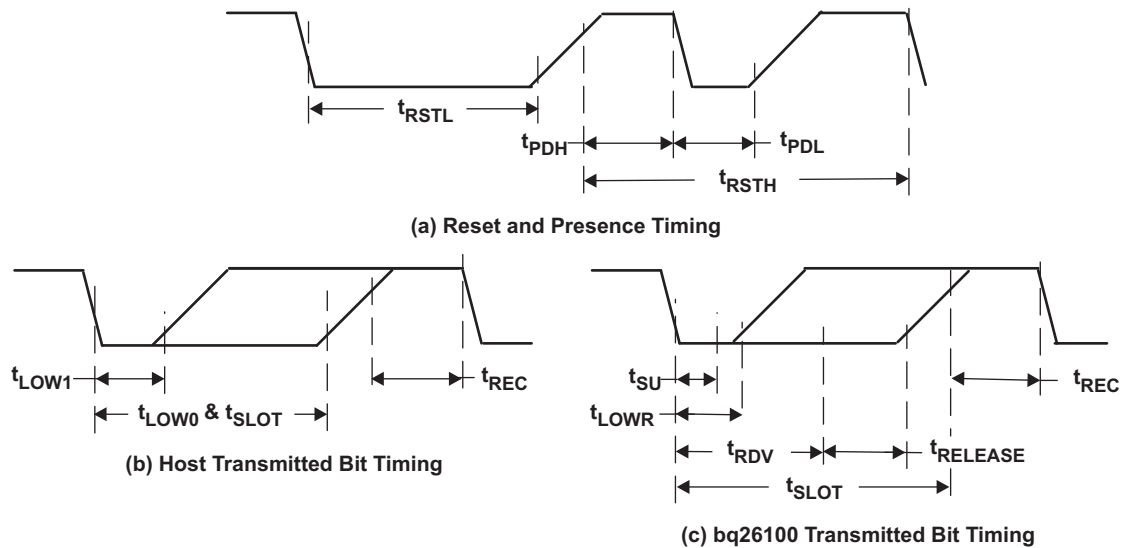 tRSTL
tPDH
tPDL
tRSTH
(a) Reset and Presence Timing
tLOW1
tREC
tLOW0 & tSLOT
(b) Host Transmitted Bit Timing
tSU
tREC
tLOWR
tRDV
tRELEASE
tSLOT
(c) bq26100 Transmitted Bit Timing